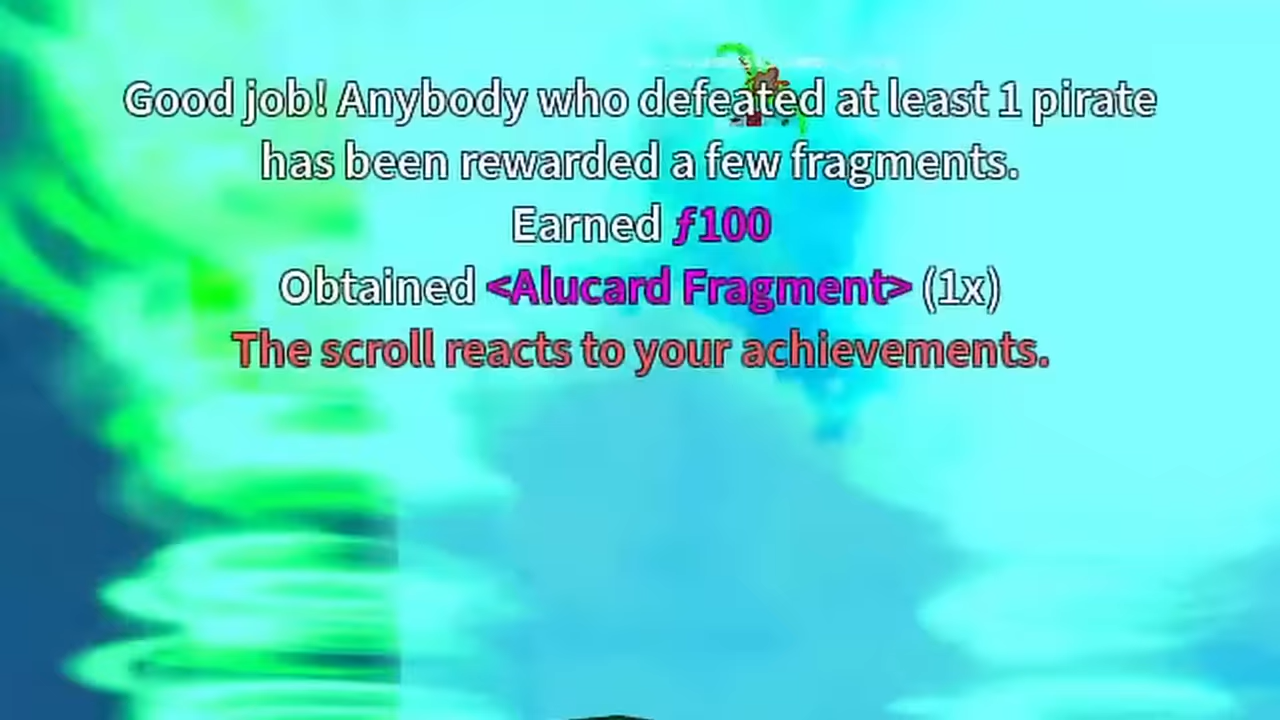 Good job! Anybody who defeated at least 1 pirate
has been rewarded a few fragments.
Earned ƒ100
Obtained <Alucard Fragment> (1x)
The scroll reacts to your achievements.